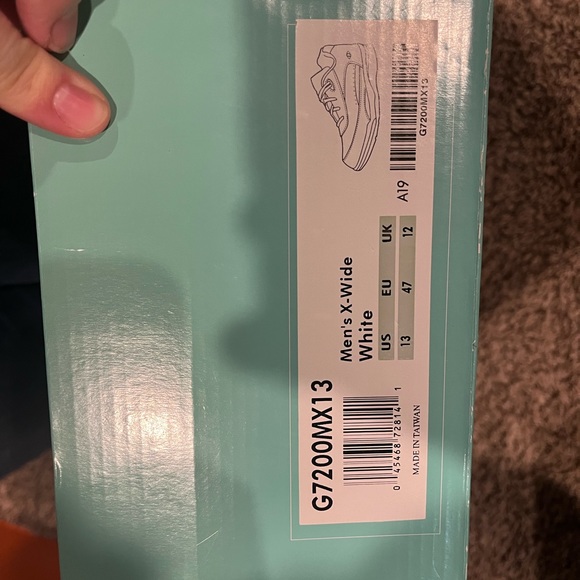 G7200MX13
Men's X-Wide
White
US EU UK
13 47 12
A19
G7200MX13
0 45468 72814 1
MADE IN TAIWAN